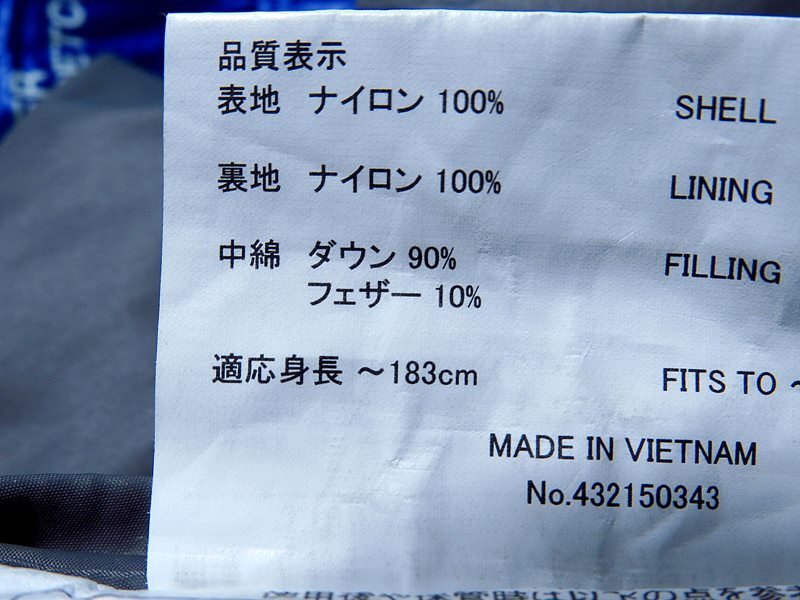 品質表示
表地 ナイロン 100% SHELL
裏地 ナイロン 100% LINING
中綿 ダウン 90% FILLING
フェザー 10%
適応身長 ～183cm FITS TO ～
MADE IN VIETNAM
No.432150343